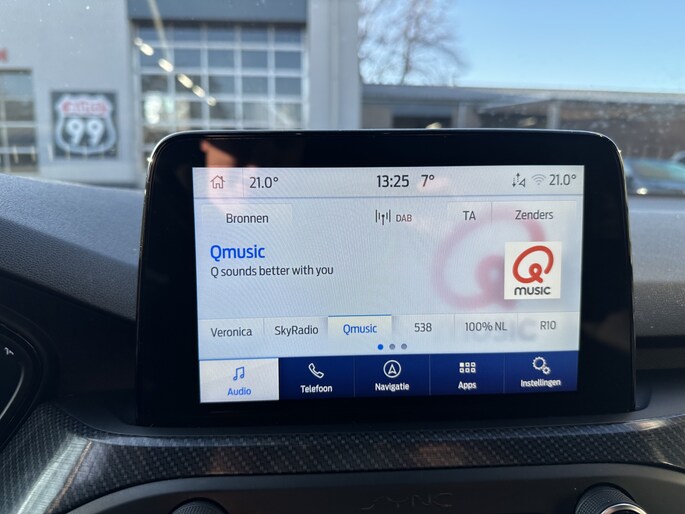 99
21.0°
13:25
7°
21.0°
Bronnen
DAB
TA
Zenders
Qmusic
Q sounds better with you
Q
MUSIC
Veronica
SkyRadio
Qmusic
538
100% NL
R10
Audio
Telefoon
Navigatie
Apps
Instellingen
SYNC